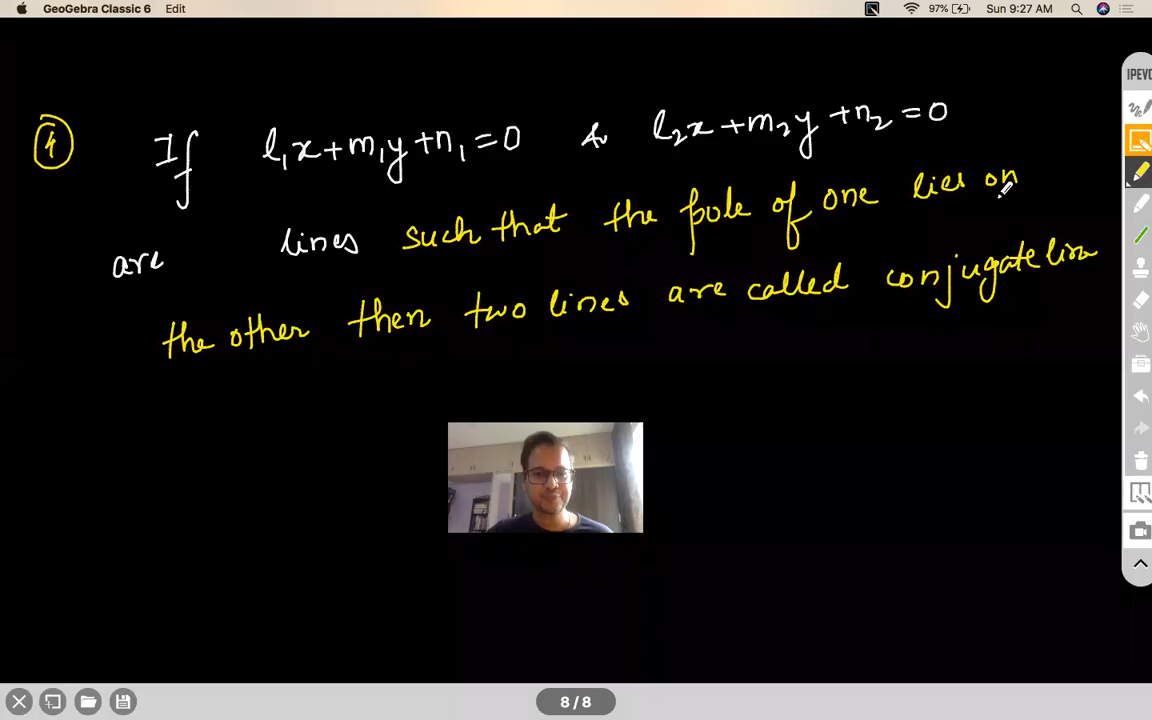 GeoGebra Classic 6 Edit 97% Sun 9:27 AM
IPEVO
④ If l₁x+m₁y+n₁=0 & l₂x+m₂y+n₂=0
are lines such that the pole of one lies on
the other then two lines are called conjugate line
8/8